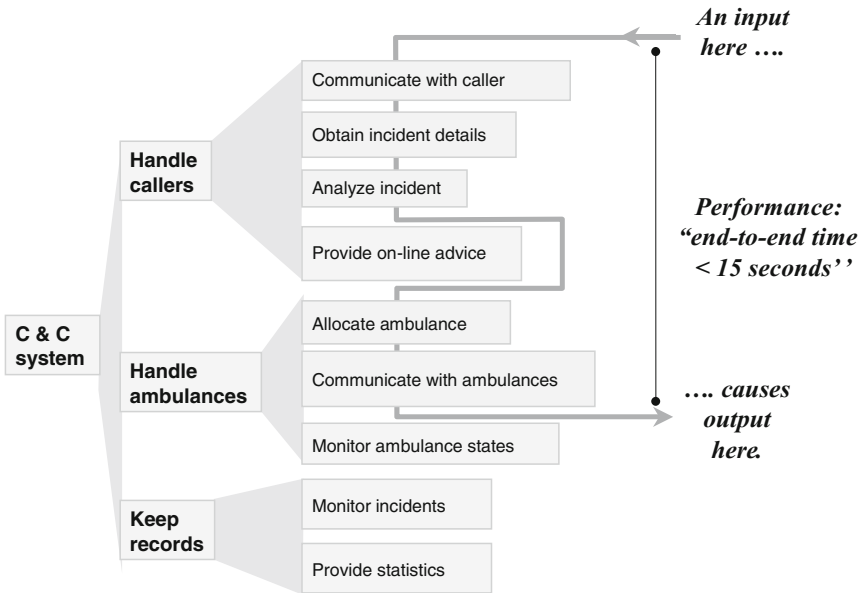 An input
here ….
Communicate with caller
Obtain incident details
Handle
callers
Analyze incident
Performance:
“end-to-end time
< 15 seconds’ ’
Provide on-line advice
C & C
system
Allocate ambulance
Handle
ambulances
Communicate with ambulances
…. causes
output
here.
Monitor ambulance states
Keep
records
Monitor incidents
Provide statistics